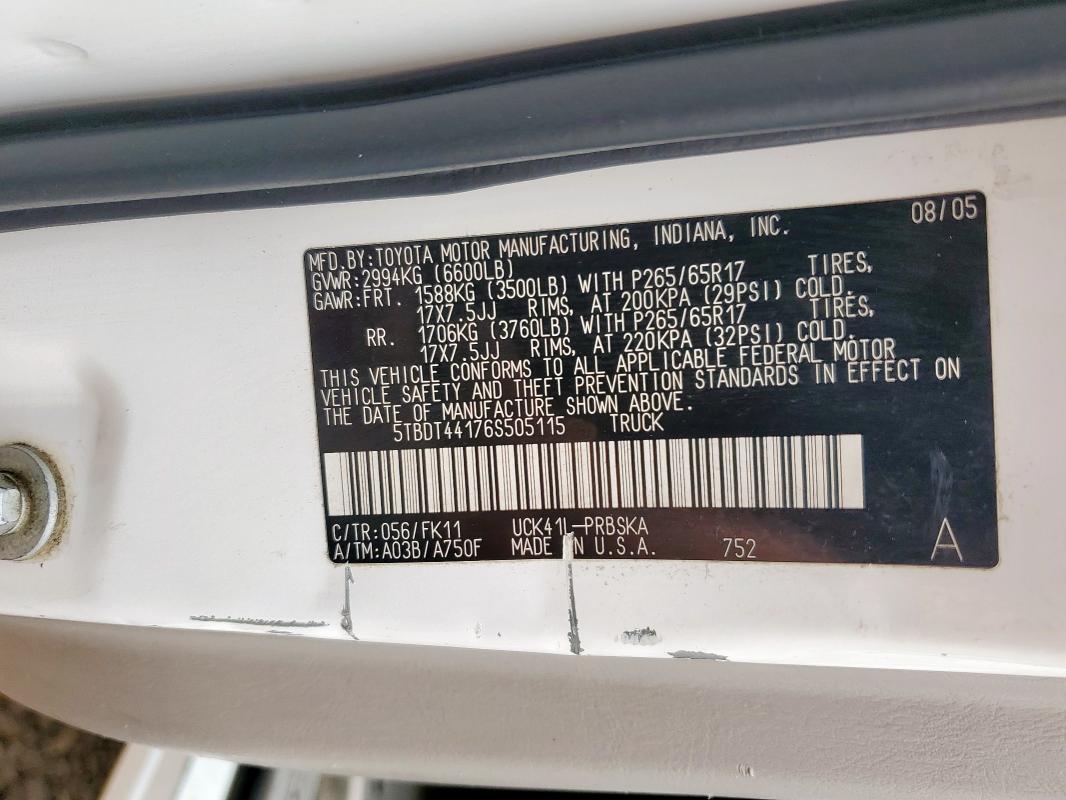 08/05
MFD.BY:TOYOTA MOTOR MANUFACTURING, INDIANA, INC.
GVWR:2994KG (6600LB)
GAWR:FRT. 1588KG (3500LB) WITH P265/65R17 TIRES,
17X7.5JJ RIMS, AT 200KPA (29PSI) COLD.
RR. 1706KG (3760LB) WITH P265/65R17 TIRES,
17X7.5JJ RIMS, AT 220KPA (32PSI) COLD.
THIS VEHICLE CONFORMS TO ALL APPLICABLE FEDERAL MOTOR
VEHICLE SAFETY AND THEFT PREVENTION STANDARDS IN EFFECT ON
THE DATE OF MANUFACTURE SHOWN ABOVE.
5TBDT44176S505115 TRUCK
C/TR:056/FK11 UCK41L-PRBSKA
A/TM:A03B/A750F MADE IN U.S.A. 752 A